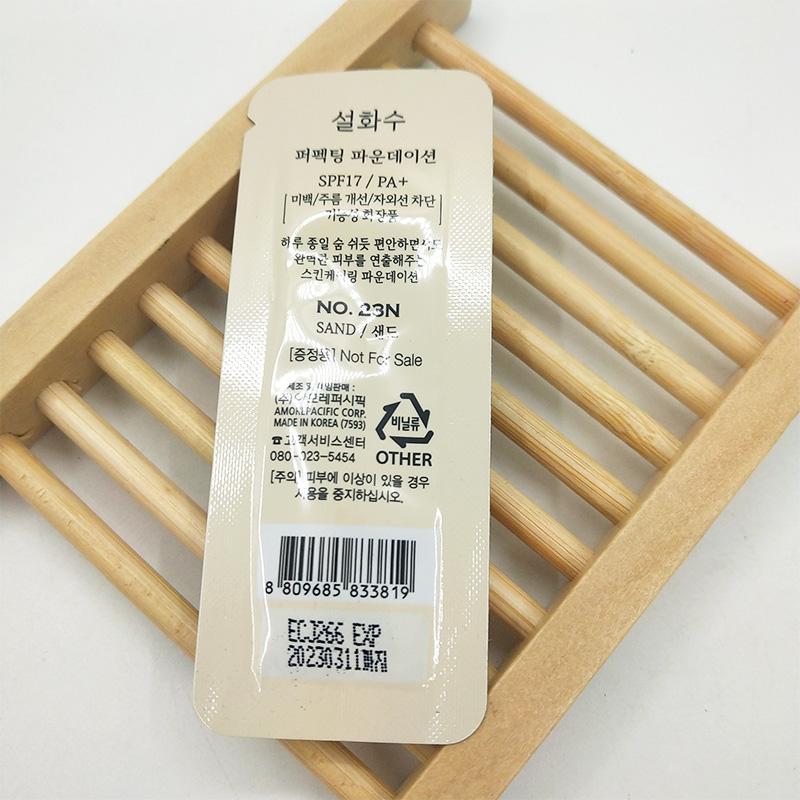 설화수
퍼펙팅 파운데이션
SPF17 / PA+
미백/주름 개선/자외선 차단
기능성 화장품
하루 종일 숨 쉬듯 편안하면서도
완벽한 피부를 연출해주는
스킨케어링 파운데이션
NO. 23N
SAND / 샌드
[증정용] Not For Sale
제조 및 책임판매 :
(주)아모레퍼시픽
AMOREPACIFIC CORP.
MADE IN KOREA (7593)
☎고객서비스센터
080-023-5454
비닐류
OTHER
[주의] 피부에 이상이 있을 경우
사용을 중지하십시오.
8 809685 833819
ECJ266 EXP
20230311까지